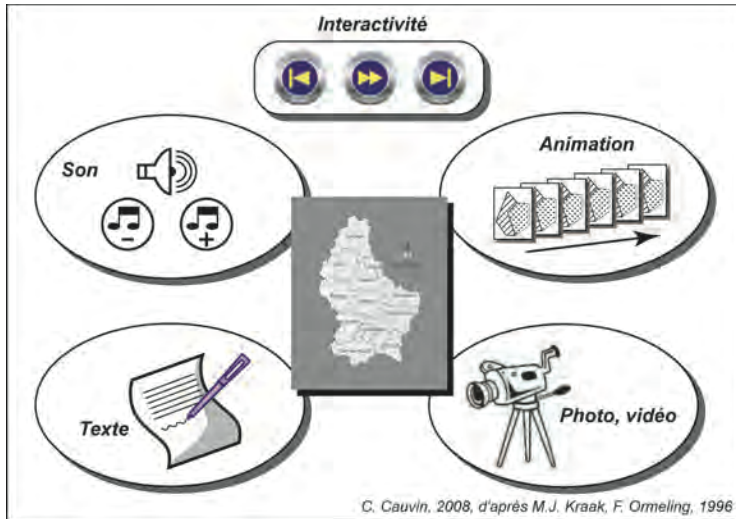 Interactivité
Son
Animation
Texte
Photo, vidéo
C. Cauvin, 2008, d'après M.J. Kraak, F. Ormeling, 1996